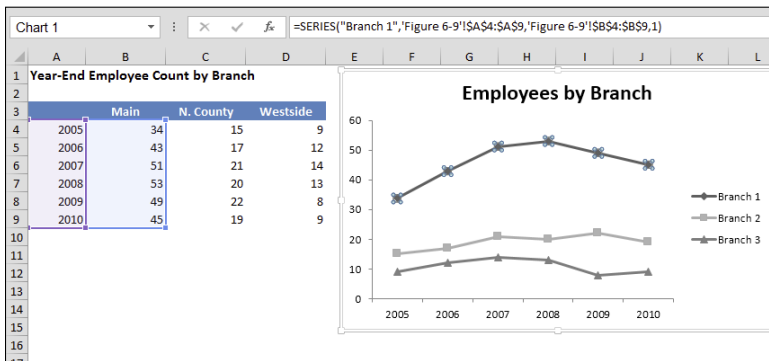 Chart 1 fx =SERIES("Branch 1",'Figure 6-9'!$A$4:$A$9,'Figure 6-9'!$B$4:$B$9,1)
A B C D E F G H I J K L
1 Year-End Employee Count by Branch
2
3 Main N. County Westside
4 2005 34 15 9
5 2006 43 17 12
6 2007 51 21 14
7 2008 53 20 13
8 2009 49 22 8
9 2010 45 19 9
10
11
12
13
14
15
16
17
Employees by Branch
60
50
40
30
20
10
0
2005 2006 2007 2008 2009 2010
Branch 1
Branch 2
Branch 3